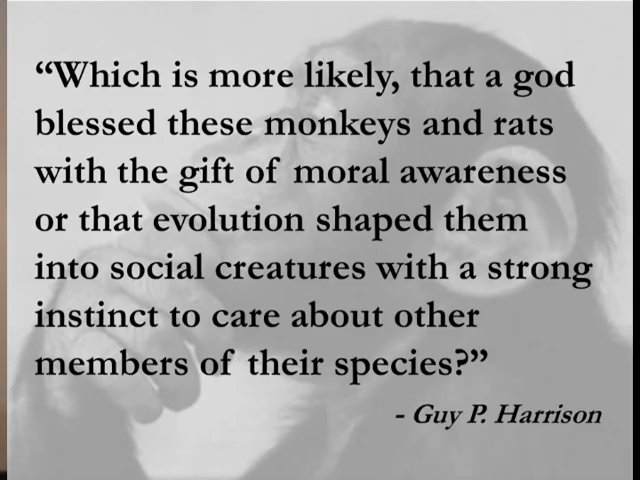 “Which is more likely, that a god
blessed these monkeys and rats
with the gift of moral awareness
or that evolution shaped them
into social creatures with a strong
instinct to care about other
members of their species?”
- Guy P. Harrison